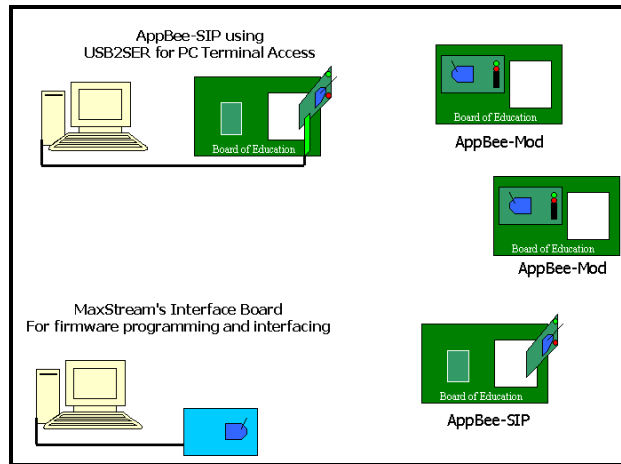 AppBee-SIP using
USB2SER for PC Terminal Access
Board of Education
Board of Education
AppBee-Mod
Board of Education
AppBee-Mod
MaxStream's Interface Board
For firmware programming and interfacing
Board of Education
AppBee-SIP